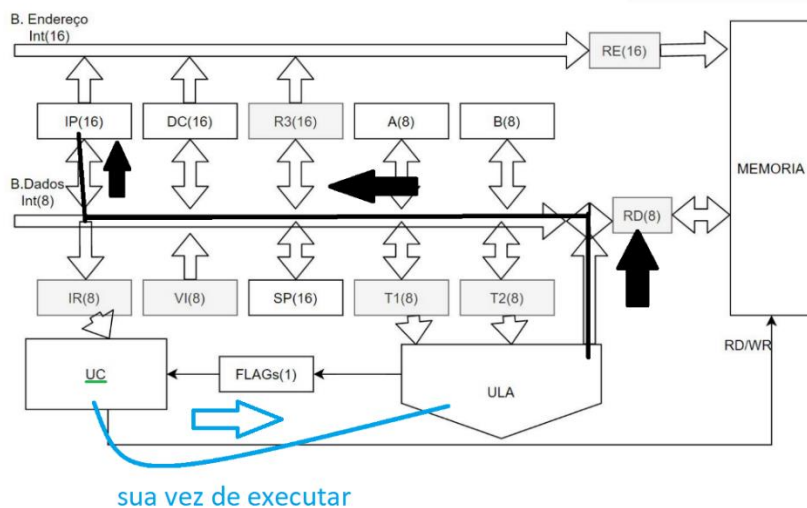 B. Endereço
Int(16)
RE(16)
IP(16)
DC(16)
R3(16)
A(8)
B(8)
MEMORIA
B.Dados
Int(8)
RD(8)
IR(8)
VI(8)
SP(16)
T1(8)
T2(8)
RD/WR
UC
FLAGs(1)
ULA
sua vez de executar